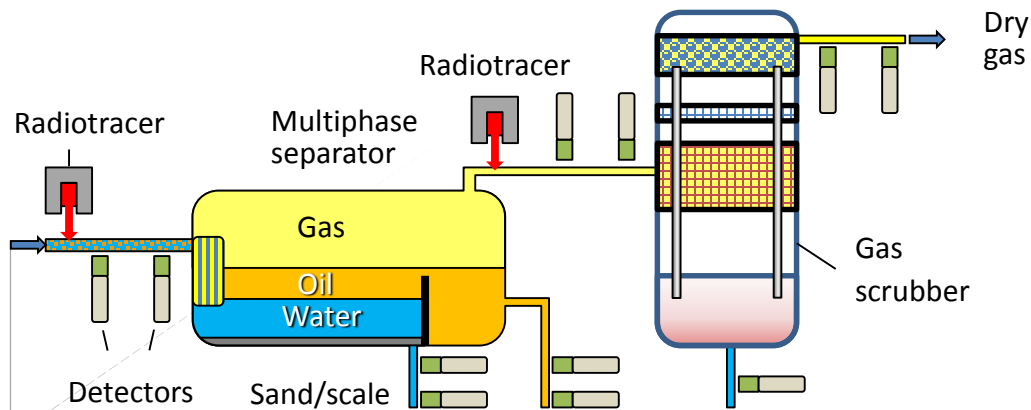 Dry
gas
Radiotracer
Radiotracer
Multiphase
separator
Gas
Oil
Water
Gas
scrubber
Detectors
Sand/scale